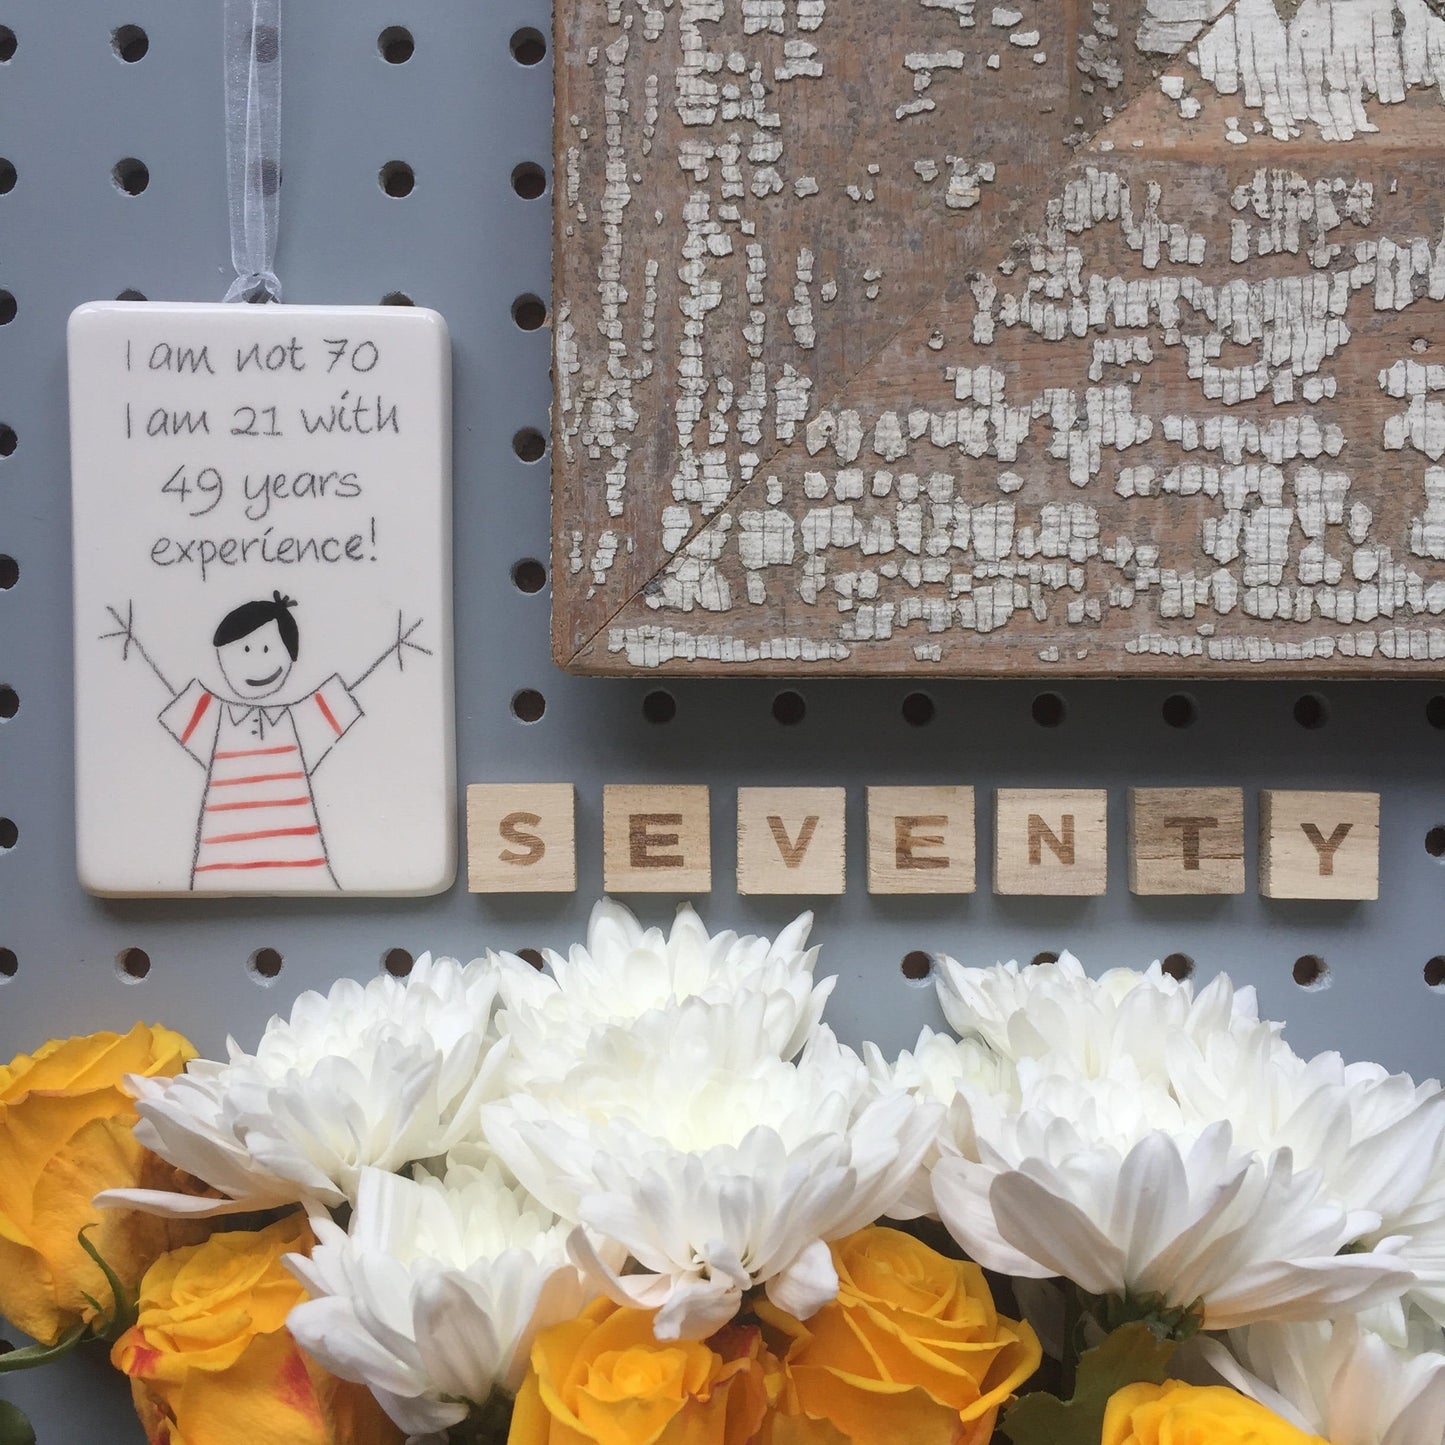 I am not 70
I am 21 with
49 years
experience!
SEVENTY